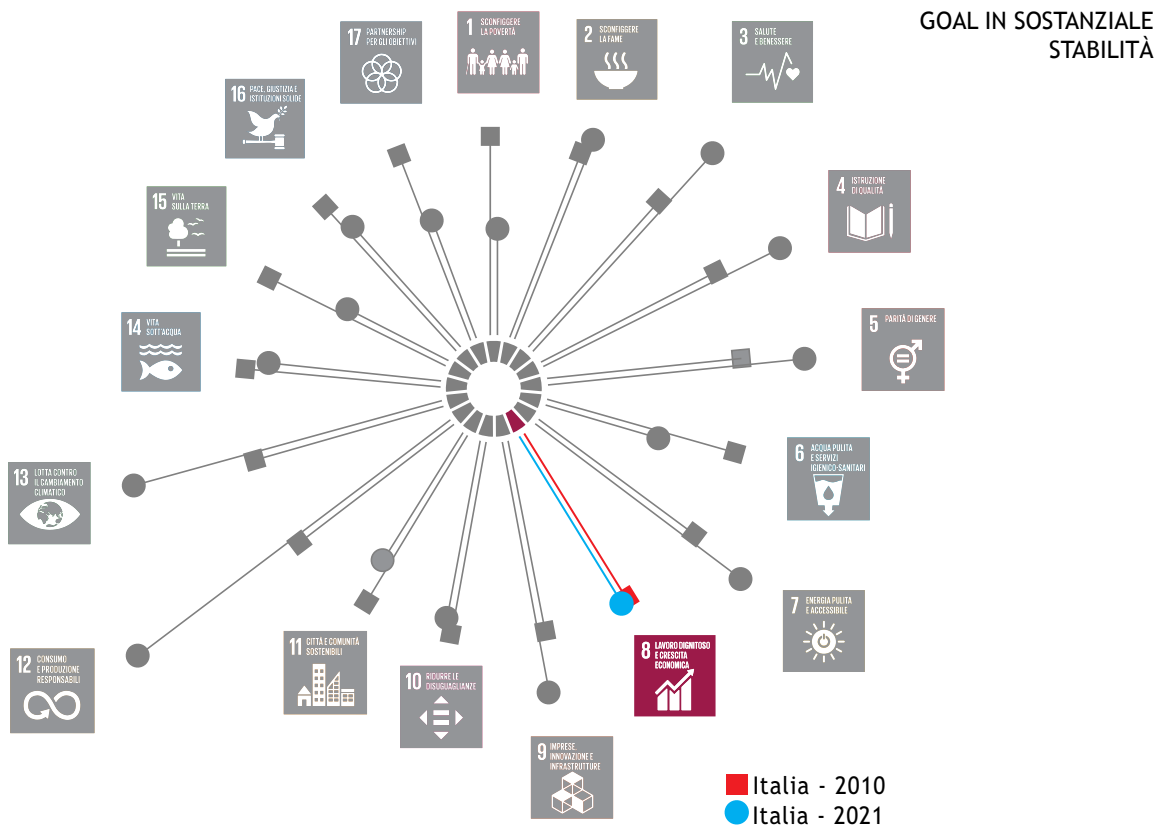 GOAL IN SOSTANZIALE
STABILITÀ
17 PARTNERSHIP
PER GLI OBIETTIVI
1 SCONFIGGERE
LA POVERTÀ
2 SCONFIGGERE
LA FAME
3 SALUTE
E BENESSERE
16 PACE, GIUSTIZIA E
ISTITUZIONI SOLIDE
4 ISTRUZIONE
DI QUALITÀ
15 VITA
SULLA TERRA
5 PARITÀ DI GENERE
14 VITA
SOTT'ACQUA
6 ACQUA PULITA
E SERVIZI
IGIENICO-SANITARI
13 LOTTA CONTRO
IL CAMBIAMENTO
CLIMATICO
7 ENERGIA PULITA
E ACCESSIBILE
12 CONSUMO
E PRODUZIONE
RESPONSABILI
11 CITTÀ E COMUNITÀ
SOSTENIBILI
8 LAVORO DIGNITOSO
E CRESCITA
ECONOMICA
10 RIDURRE LE
DISUGUAGLIANZE
9 IMPRESE,
INNOVAZIONE E
INFRASTRUTTURE
Italia - 2010
Italia - 2021